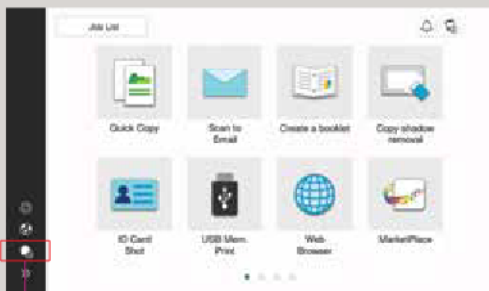 Job List
Quick Copy
Scan to
Email
Create a booklet
Copy shadow
removal
ID Card
Shot
USB Mem.
Print
Web
Browser
MarketPlace